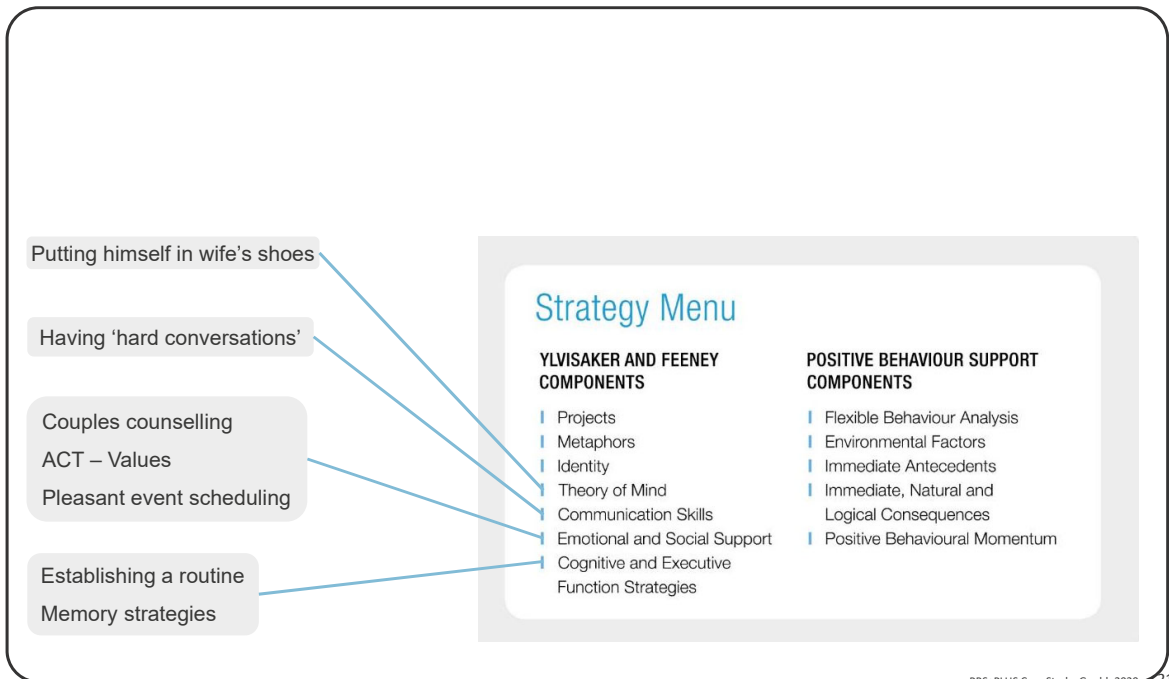 Putting himself in wife's shoes
Having 'hard conversations'
Couples counselling
ACT – Values
Pleasant event scheduling
Establishing a routine
Memory strategies
Strategy Menu
YLVISAKER AND FEENEY
COMPONENTS
Projects
Metaphors
Identity
Theory of Mind
Communication Skills
Emotional and Social Support
Cognitive and Executive
Function Strategies
POSITIVE BEHAVIOUR SUPPORT
COMPONENTS
Flexible Behaviour Analysis
Environmental Factors
Immediate Antecedents
Immediate, Natural and
Logical Consequences
Positive Behavioural Momentum